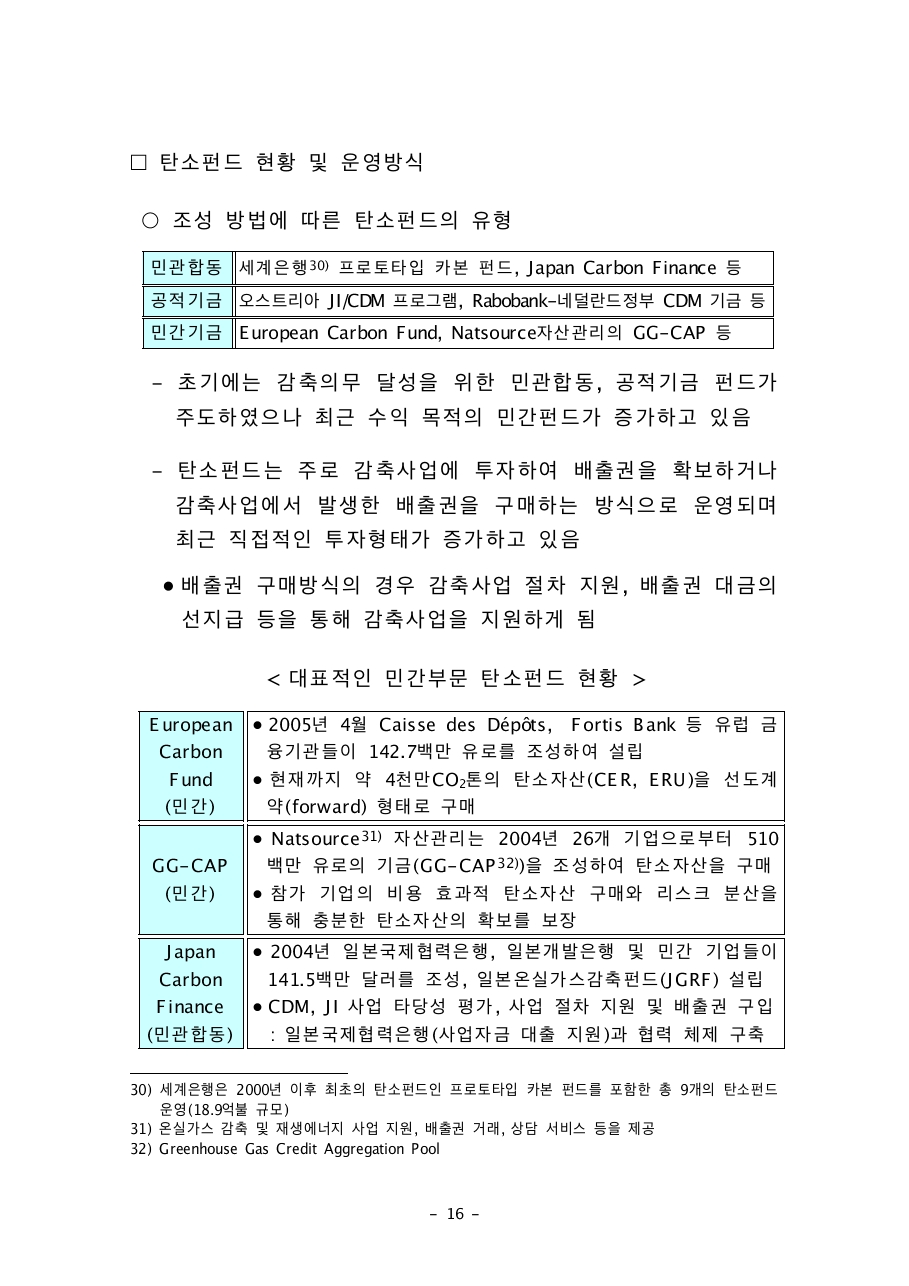 □ 탄소펀드 현황 및 운영방식
○ 조성 방법에 따른 탄소펀드의 유형
민관합동 세계은행30) 프로토타입 카본 펀드, Japan Carbon Finance 등
공적기금 오스트리아 JI/CDM 프로그램, Rabobank-네덜란드정부 CDM 기금 등
민간기금 European Carbon Fund, Natsource자산관리의 GG-CAP 등
- 초기에는 감축의무 달성을 위한 민관합동, 공적기금 펀드가
주도하였으나 최근 수익 목적의 민간펀드가 증가하고 있음
- 탄소펀드는 주로 감축사업에 투자하여 배출권을 확보하거나
감축사업에서 발생한 배출권을 구매하는 방식으로 운영되며
최근 직접적인 투자형태가 증가하고 있음
● 배출권 구매방식의 경우 감축사업 절차 지원, 배출권 대금의
선지급 등을 통해 감축사업을 지원하게 됨
< 대표적인 민간부문 탄소펀드 현황 >
European
Carbon
Fund
(민간)
● 2005년 4월 Caisse des Dépôts, Fortis Bank 등 유럽 금
융기관들이 142.7백만 유로를 조성하여 설립
● 현재까지 약 4천만CO₂톤의 탄소자산(CER, ERU)을 선도계
약(forward) 형태로 구매
GG-CAP
(민간)
● Natsource31) 자산관리는 2004년 26개 기업으로부터 510
백만 유로의 기금(GG-CAP32))을 조성하여 탄소자산을 구매
● 참가 기업의 비용 효과적 탄소자산 구매와 리스크 분산을
통해 충분한 탄소자산의 확보를 보장
Japan
Carbon
Finance
(민관합동)
● 2004년 일본국제협력은행, 일본개발은행 및 민간 기업들이
141.5백만 달러를 조성, 일본온실가스감축펀드(JGRF) 설립
● CDM, JI 사업 타당성 평가, 사업 절차 지원 및 배출권 구입
: 일본국제협력은행(사업자금 대출 지원)과 협력 체제 구축
30) 세계은행은 2000년 이후 최초의 탄소펀드인 프로토타입 카본 펀드를 포함한 총 9개의 탄소펀드
운영(18.9억불 규모)
31) 온실가스 감축 및 재생에너지 사업 지원, 배출권 거래, 상담 서비스 등을 제공
32) Greenhouse Gas Credit Aggregation Pool
- 16 -